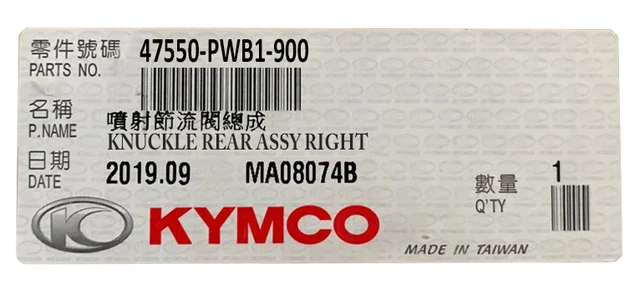 零件號碼 47550-PWB1-900
PARTS NO.
名稱 噴射節流閥總成
P.NAME KNUCKLE REAR ASSY RIGHT
日期 2019.09 MA08074B
DATE
數量 1
Q'TY
KYMCO
MADE IN TAIWAN